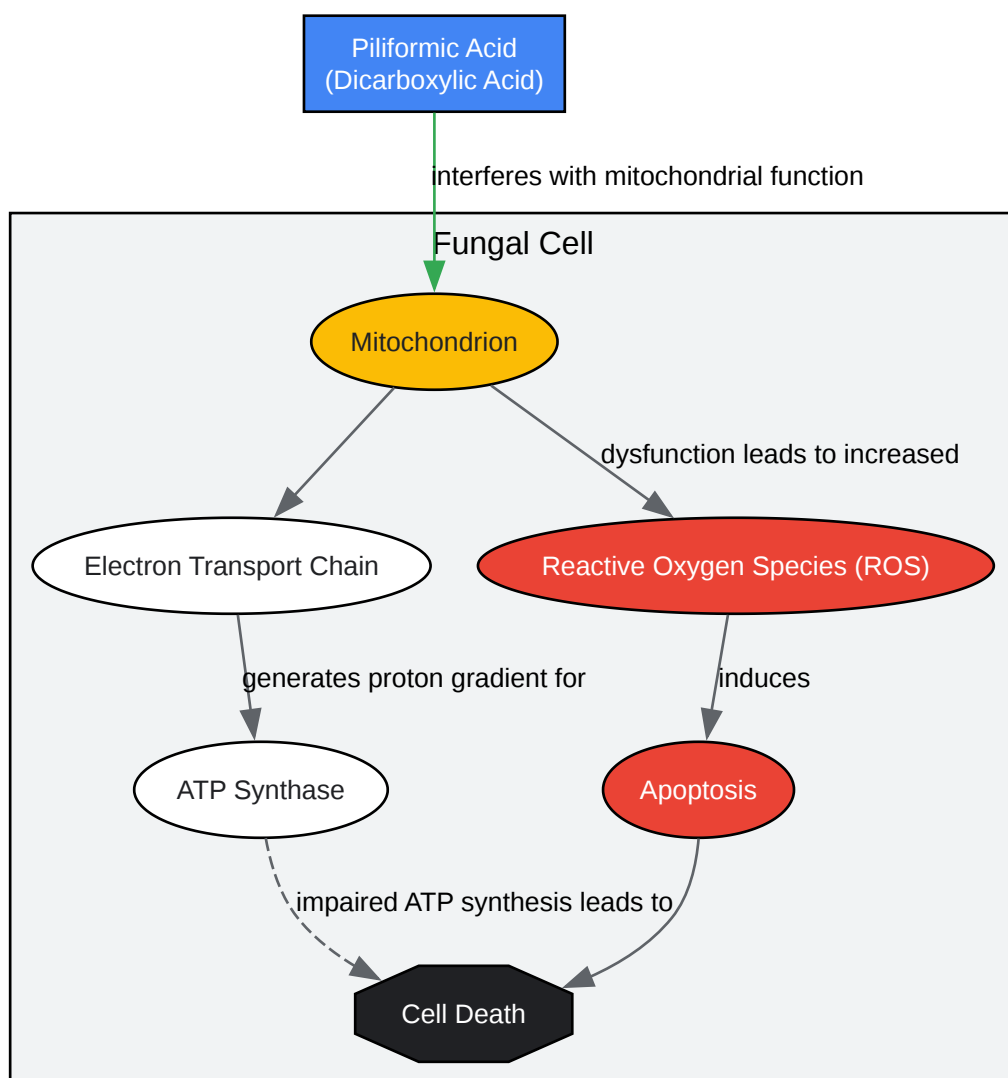 Piliformic Acid
(Dicarboxylic Acid)
interferes with mitochondrial function
Fungal Cell
Mitochondrion
dysfunction leads to increased
Electron Transport Chain
Reactive Oxygen Species (ROS)
generates proton gradient for
induces
ATP Synthase
Apoptosis
impaired ATP synthesis leads to
Cell Death